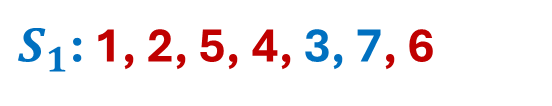 S₁: 1, 2, 5, 4, 3, 7, 6